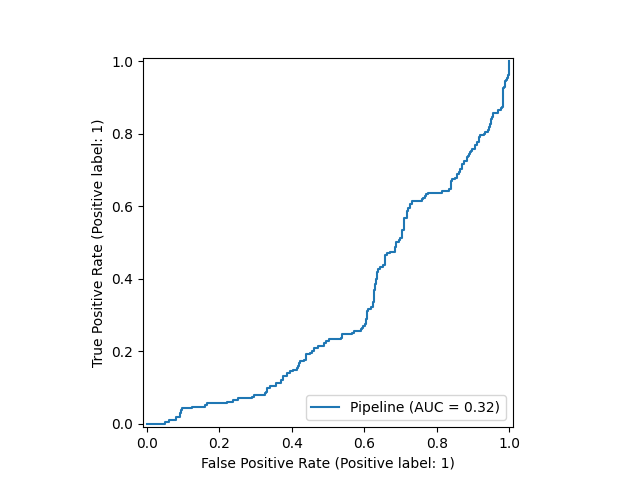 1.0
0.8
0.6
0.4
0.2
0.0
True Positive Rate (Positive label: 1)
Pipeline (AUC = 0.32)
0.0 0.2 0.4 0.6 0.8 1.0
False Positive Rate (Positive label: 1)